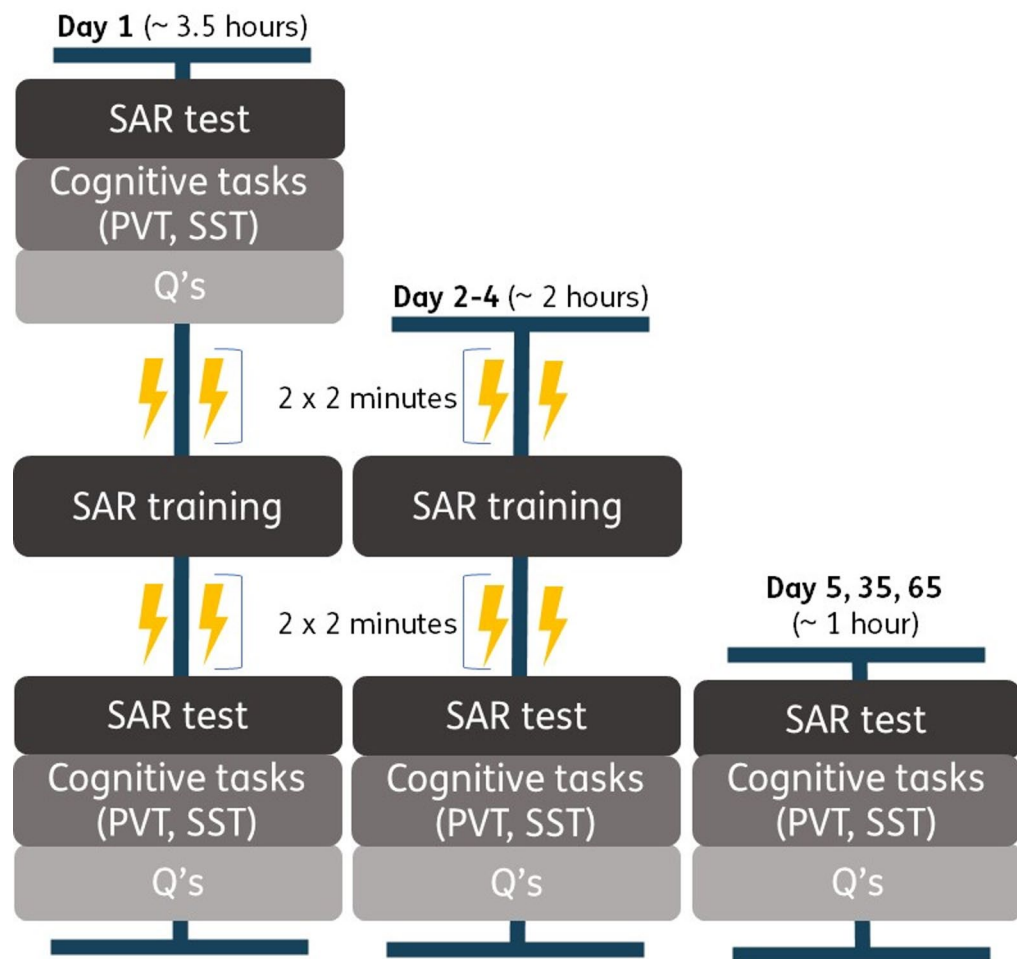 Day 1 (~ 3.5 hours)
SAR test
Cognitive tasks
(PVT, SST)
Q's
Day 2-4 (~ 2 hours)
2 x 2 minutes
SAR training
SAR training
2 x 2 minutes
Day 5, 35, 65
(~ 1 hour)
SAR test
Cognitive tasks
(PVT, SST)
Q's
SAR test
Cognitive tasks
(PVT, SST)
Q's
SAR test
Cognitive tasks
(PVT, SST)
Q's